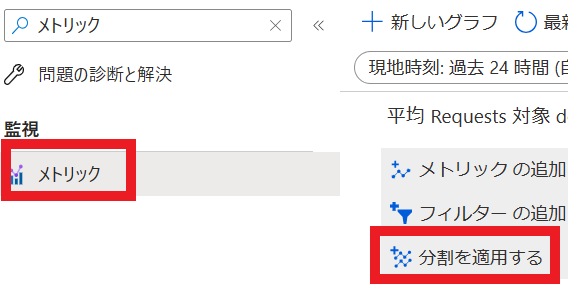 メトリック
問題の診断と解決
監視
メトリック
新しいグラフ
最新
現地時刻: 過去 24 時間 (自
平均 Requests 対象 d
メトリック の追加
フィルター の追加
分割を適用する